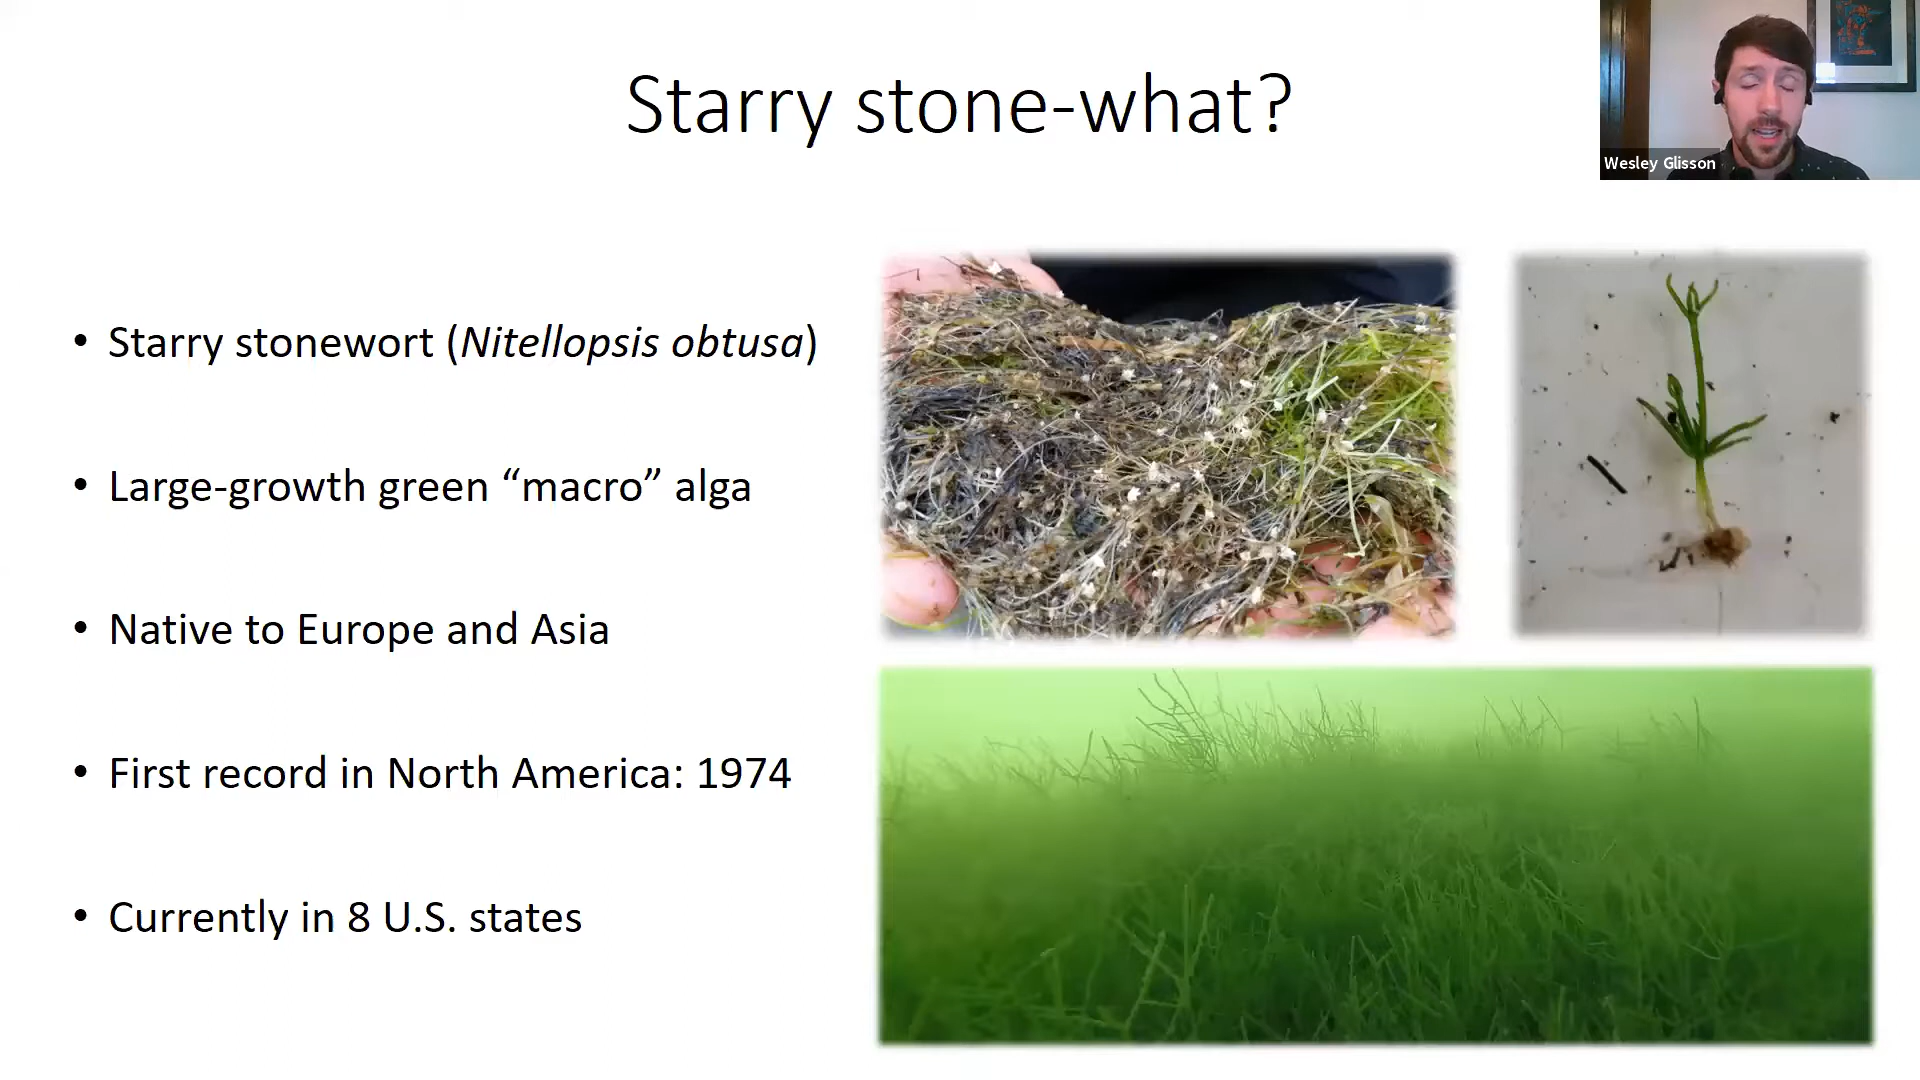 Starry stone-what?
Wesley Glisson
• Starry stonewort (Nitellopsis obtusa)
• Large-growth green “macro” alga
• Native to Europe and Asia
• First record in North America: 1974
• Currently in 8 U.S. states